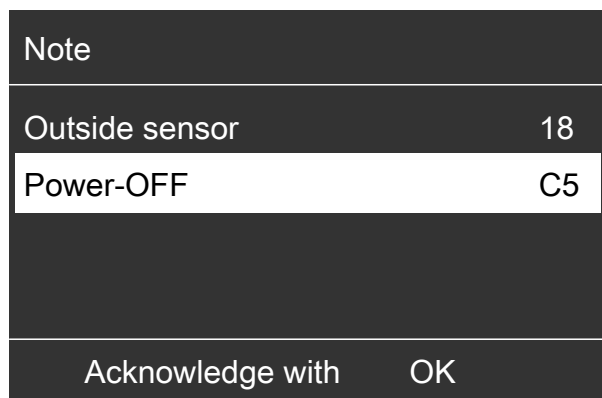 Note
Outside sensor 18
Power-OFF C5
Acknowledge with OK